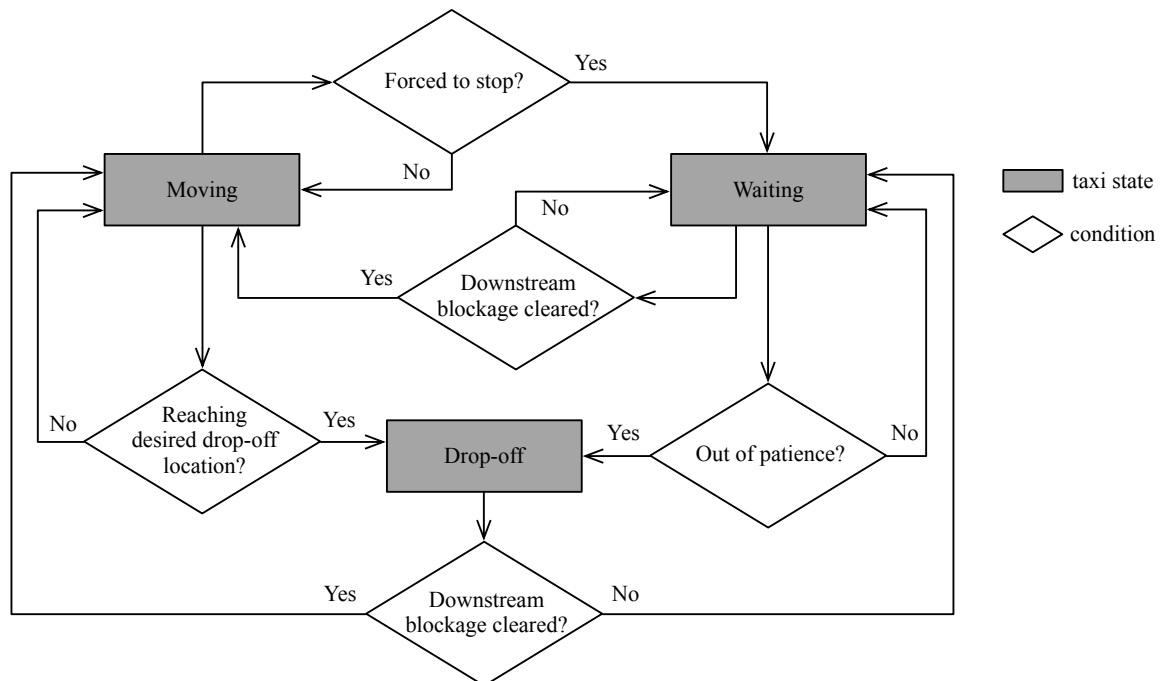 Forced to stop?
Yes
No
Moving
Waiting
taxi state
No
condition
Yes
Downstream
blockage cleared?
No
Reaching
desired drop-off
location?
Yes
Drop-off
Yes
Out of patience?
No
Yes
Downstream
blockage cleared?
No